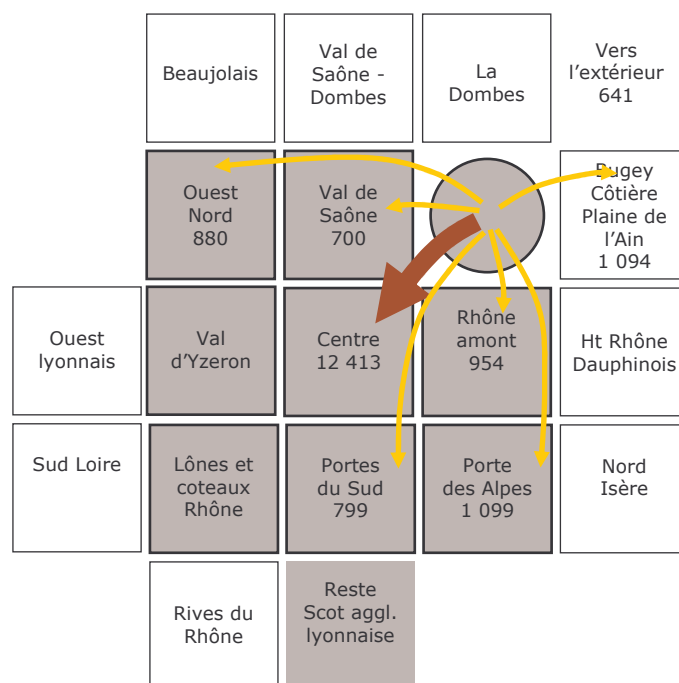 Beaujolais
Val de
Saône -
Dombes
La
Dombes
Vers
l’extérieur
641
Ouest
Nord
880
Val de
Saône
700
Bugey
Côtière
Plaine de
l’Ain
1 094
Ouest
lyonnais
Val
d’Yzeron
Centre
12 413
Rhône
amont
954
Ht Rhône
Dauphinois
Sud Loire
Lônes et
coteaux
Rhône
Portes
du Sud
799
Porte
des Alpes
1 099
Nord
Isère
Rives du
Rhône
Reste
Scot aggl.
lyonnaise